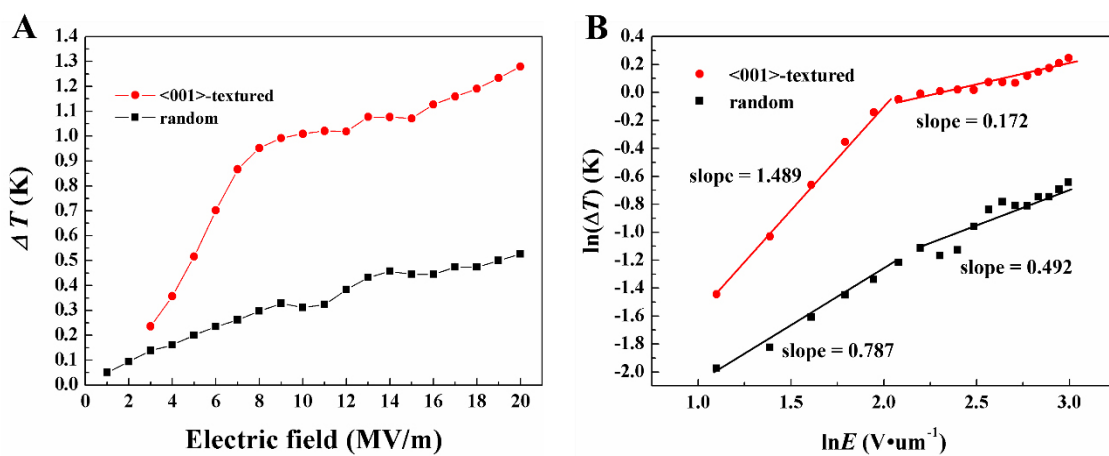 A
1.4
1.3
1.2
1.1
1.0
0.9
0.8
0.7
0.6
0.5
0.4
0.3
0.2
0.1
0.0
Δ T (K)
<001>-textured
random
0 2 4 6 8 10 12 14 16 18 20
Electric field (MV/m)
B
0.4
0.2
0.0
-0.2
-0.4
-0.6
-0.8
-1.0
-1.2
-1.4
-1.6
-1.8
-2.0
ln(ΔT) (K)
<001>-textured
random
slope = 0.172
slope = 1.489
slope = 0.492
slope = 0.787
1.0 1.5 2.0 2.5 3.0
lnE (V•um⁻¹)